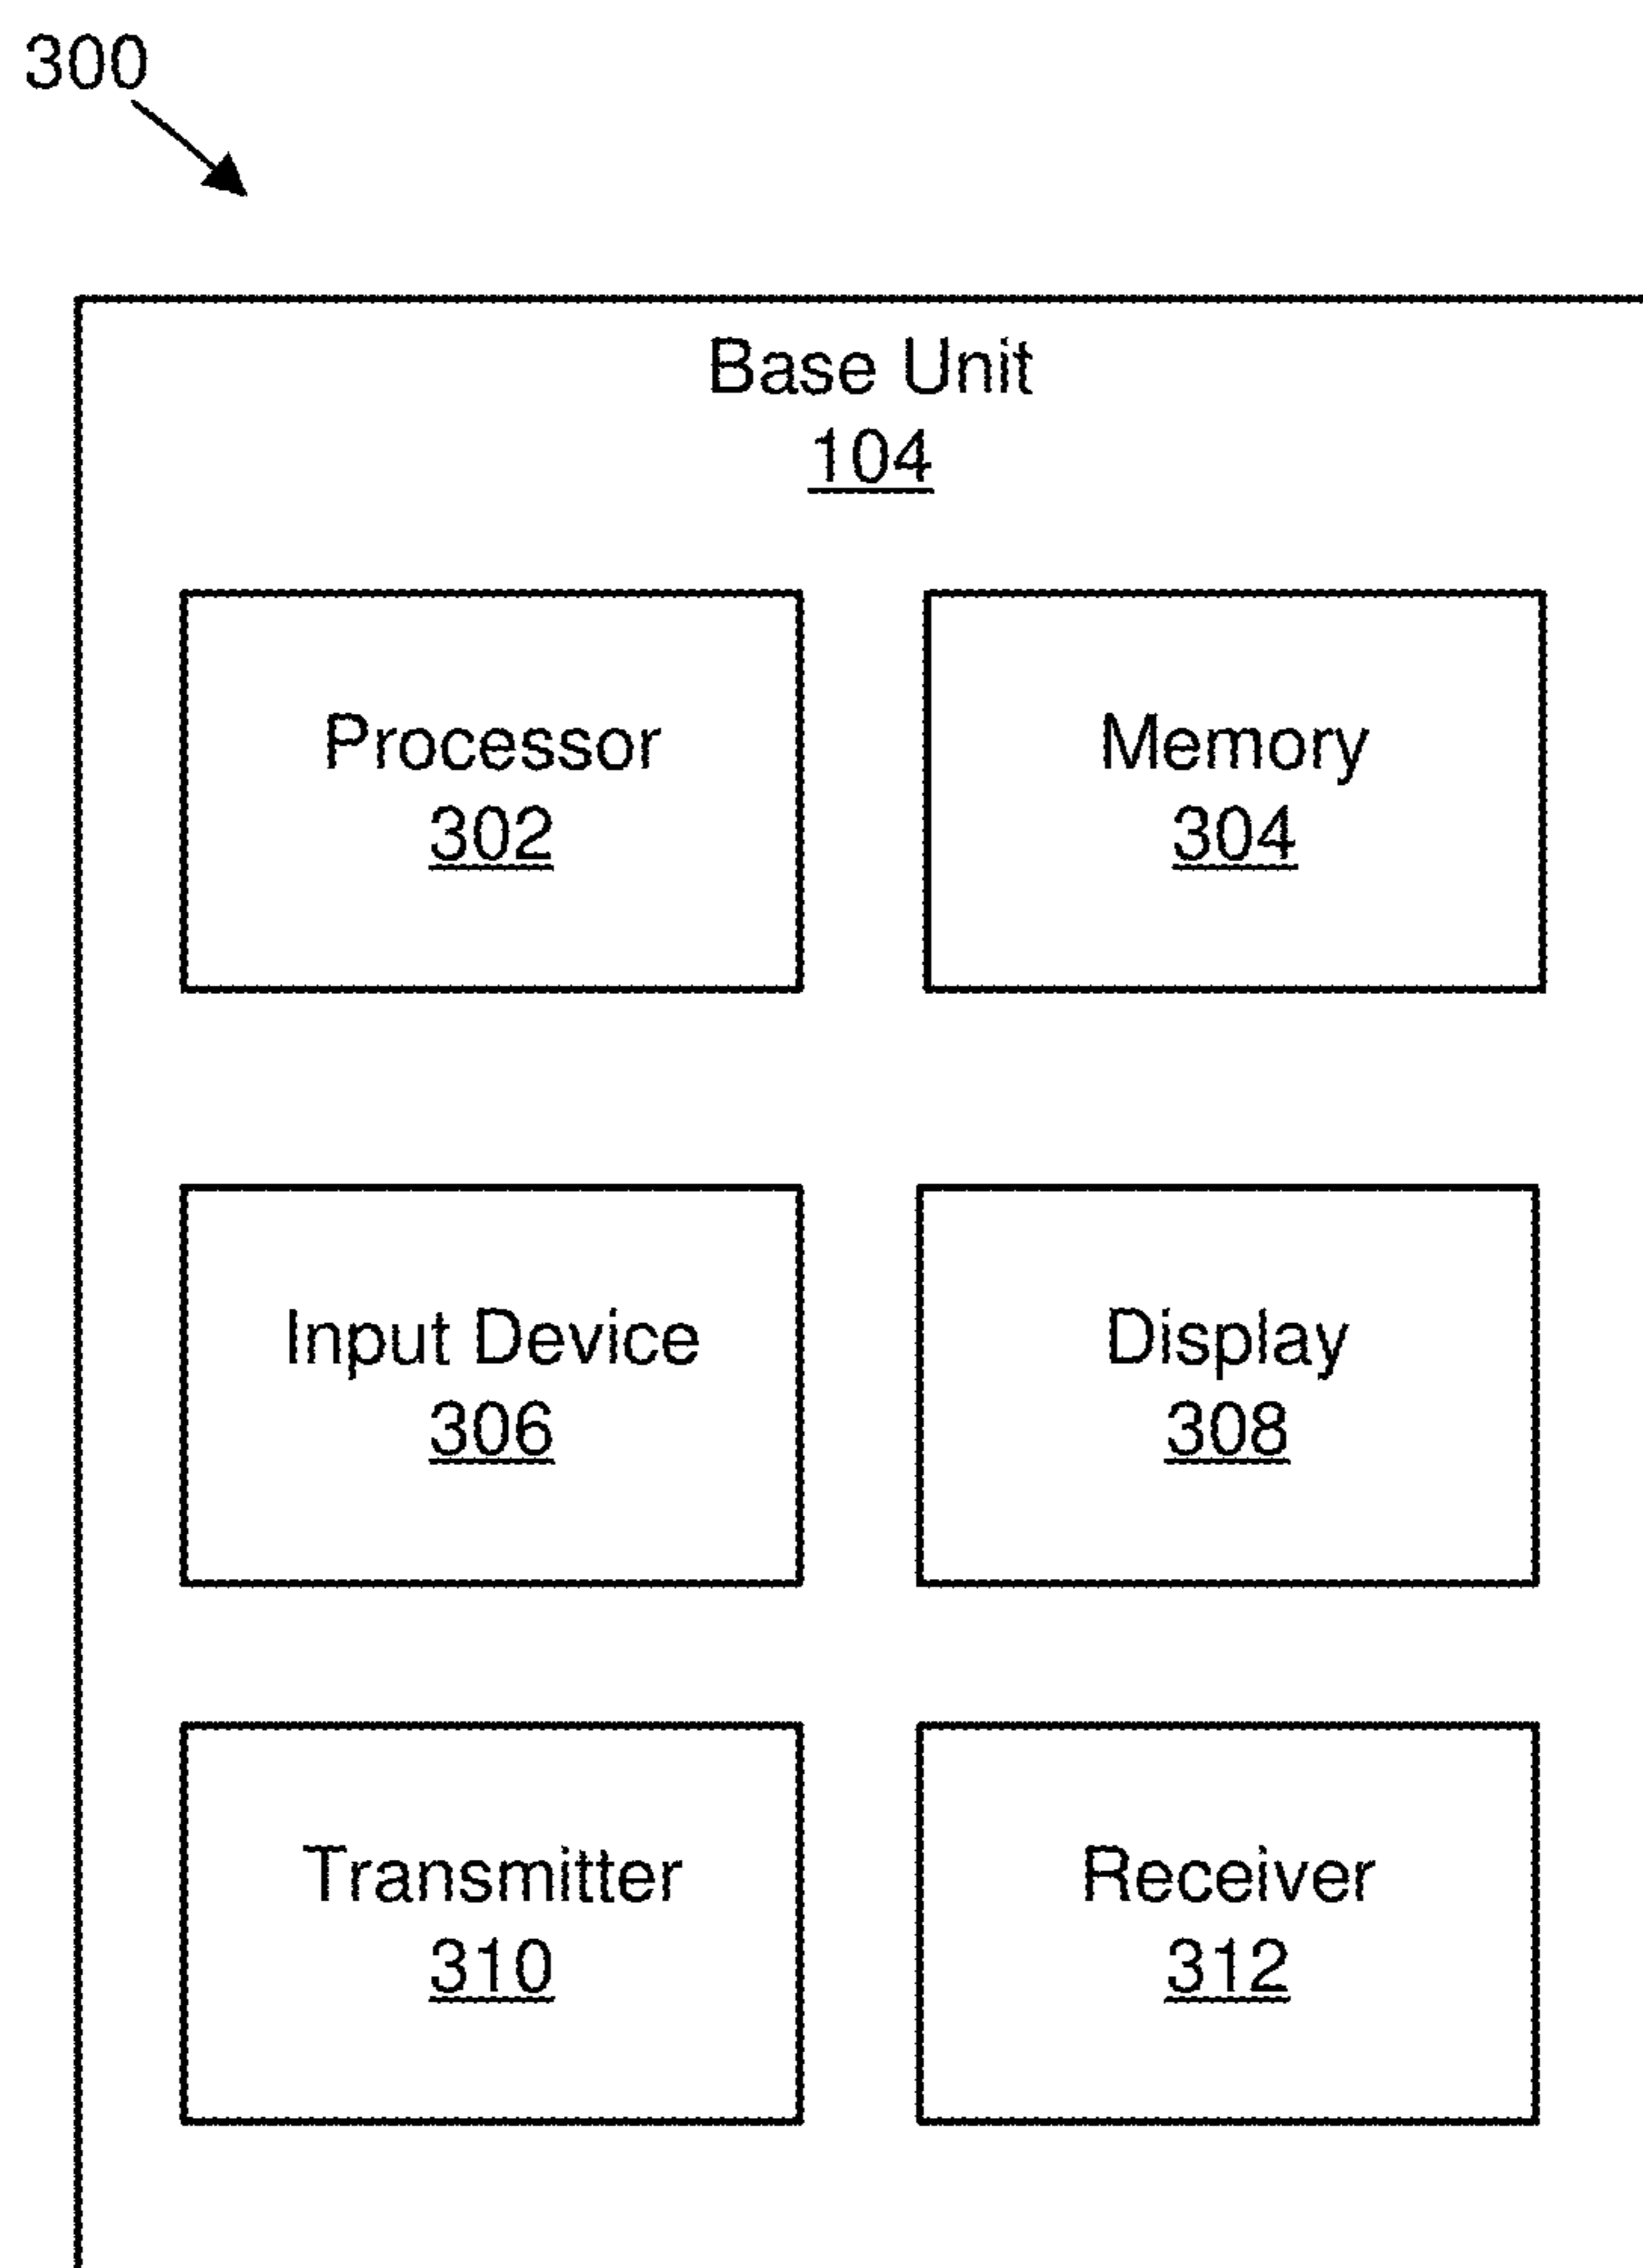 300
Base Unit
104
Processor
302
Memory
304
Input Device
306
Display
308
Transmitter
310
Receiver
312